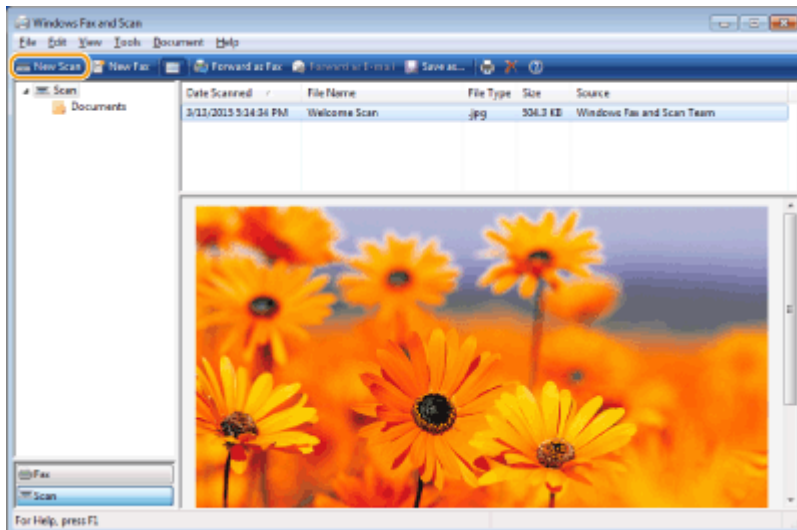 Windows Fax and Scan
File Edit View Tools Document Help
New Scan New Fax Forward as Fax Forward as E-mail Save as...
Scan
Documents
Date Scanned File Name File Type Size Source
3/13/2013 5:14:34 PM Welcome Scan .jpg 504.3 KB Windows Fax and Scan Team
Fax
Scan
For Help, press F1